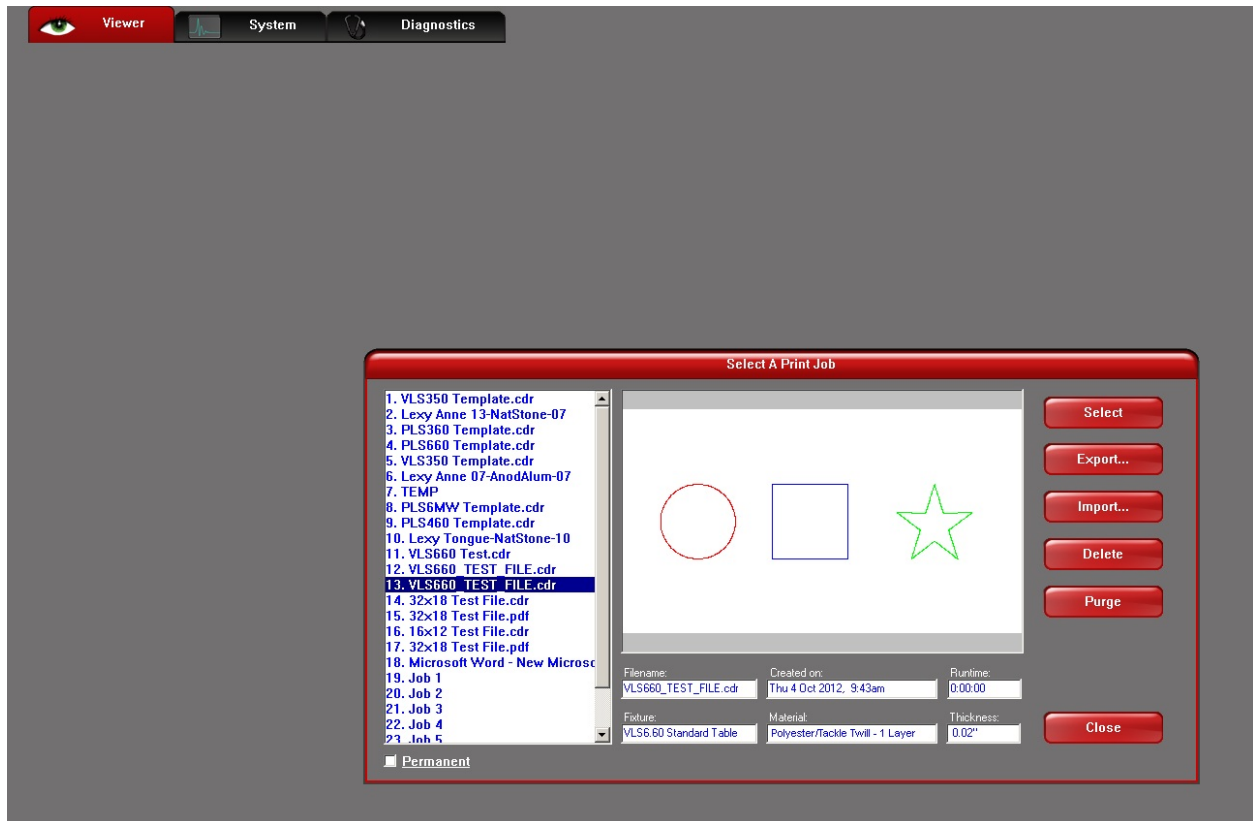 Viewer
System
Diagnostics
Select A Print Job
1. VLS350 Template.cdr
2. Lexy Anne 13-NatStone-07
3. PLS360 Template.cdr
4. PLS660 Template.cdr
5. VLS350 Template.cdr
6. Lexy Anne 07-AnodAlum-07
7. TEMP
8. PLS6MW Template.cdr
9. PLS460 Template.cdr
10. Lexy Tongue-NatStone-10
11. VLS660 Test.cdr
12. VLS660_TEST_FILE.cdr
13. VLS660_TEST_FILE.cdr
14. 32x18 Test File.cdr
15. 32x18 Test File.pdf
16. 16x12 Test File.cdr
17. 32x18 Test File.pdf
18. Microsoft Word - New Microsc
19. Job 1
20. Job 2
21. Job 3
22. Job 4
23. Job 5
Permanent
Filename:
VLS660_TEST_FILE.cdr
Created on:
Thu 4 Oct 2012, 9:43am
Runtime:
0:00:00
Fixture:
VLS6.60 Standard Table
Material:
Polyester/Tackle Twill - 1 Layer
Thickness:
0.02"
Select
Export...
Import...
Delete
Purge
Close